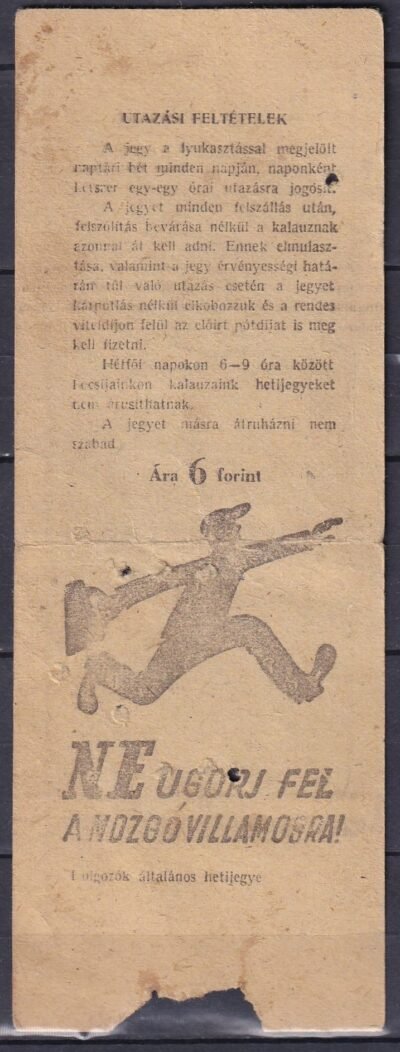 UTAZÁSI FELTÉTELEK
A jegy a lyukasztással megjelölt
naptári hét minden napján, naponként
kétszer egy-egy órai utazásra jogosít.
A jegyet minden felszállás után,
felszólítás bevárása nélkül a kalauznak
azonnal át kell adni. Ennek elmulasz-
tása, valamint a jegy érvényességi hatá-
rán túl való utazás esetén a jegyet
kárpótlás nélkül elkobozzuk és a rendes
viteldíjon felül az előírt pótdíjat is meg
kell fizetni.
Hétfői napokon 6—9 óra között
kocsijainkon kalauzaink hetijegyeket
nem árusíthatnak.
A jegyet másra átruházni nem
szabad
Ára 6 forint
NE UGORJ FEL
A MOZGÓ VILLAMOSRA!
Dolgozók általános hetijegye